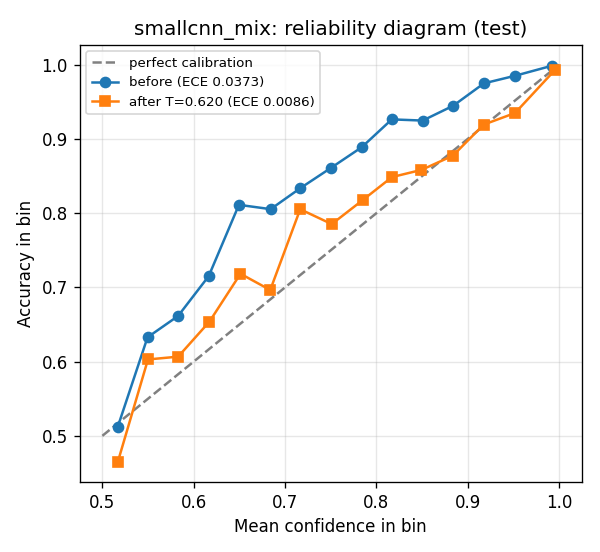 smallcnn_mix: reliability diagram (test)
perfect calibration
before (ECE 0.0373)
after T=0.620 (ECE 0.0086)
Accuracy in bin
1.0
0.9
0.8
0.7
0.6
0.5
0.5 0.6 0.7 0.8 0.9 1.0
Mean confidence in bin